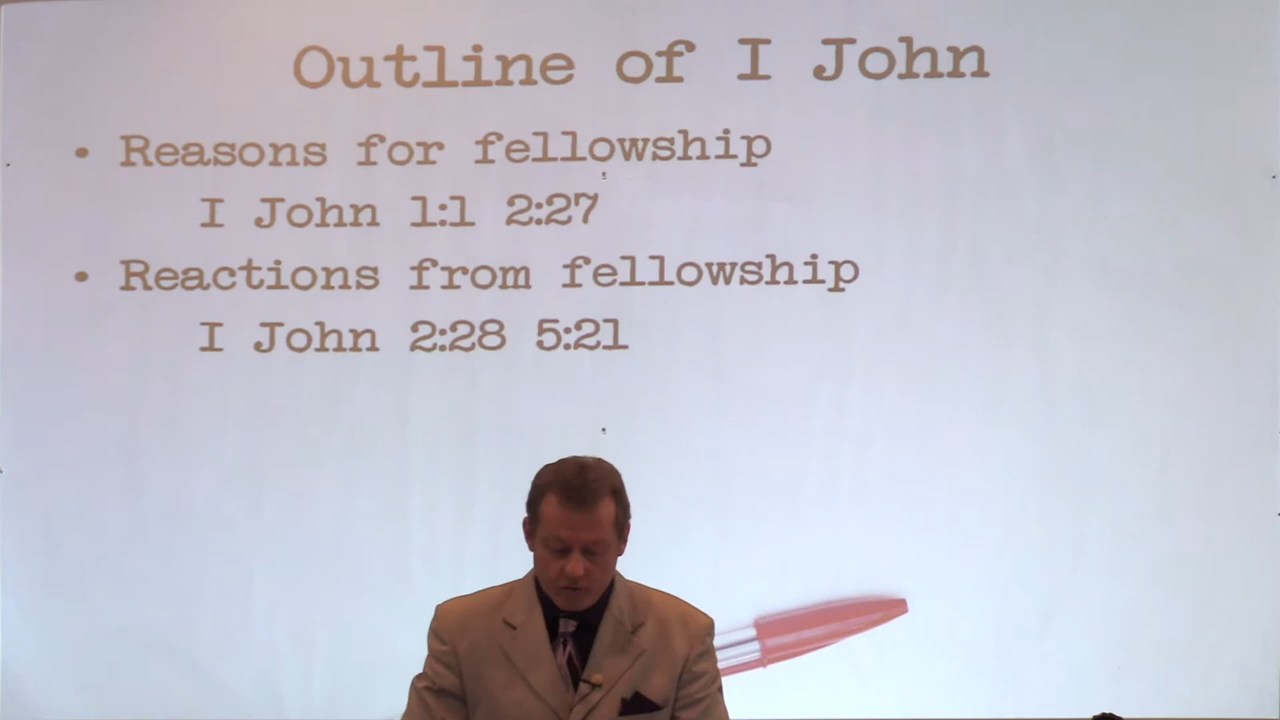 Outline of I John
• Reasons for fellowship
I John 1:1 2:27
• Reactions from fellowship
I John 2:28 5:21